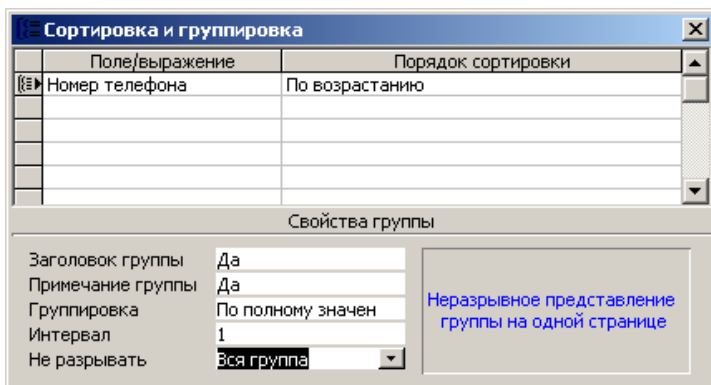 Сортировка и группировка
Поле/выражение Порядок сортировки
Номер телефона По возрастанию
Свойства группы
Заголовок группы Да
Примечание группы Да
Группировка По полному значен
Интервал 1
Не разрывать Вся группа
Неразрывное представление
группы на одной странице